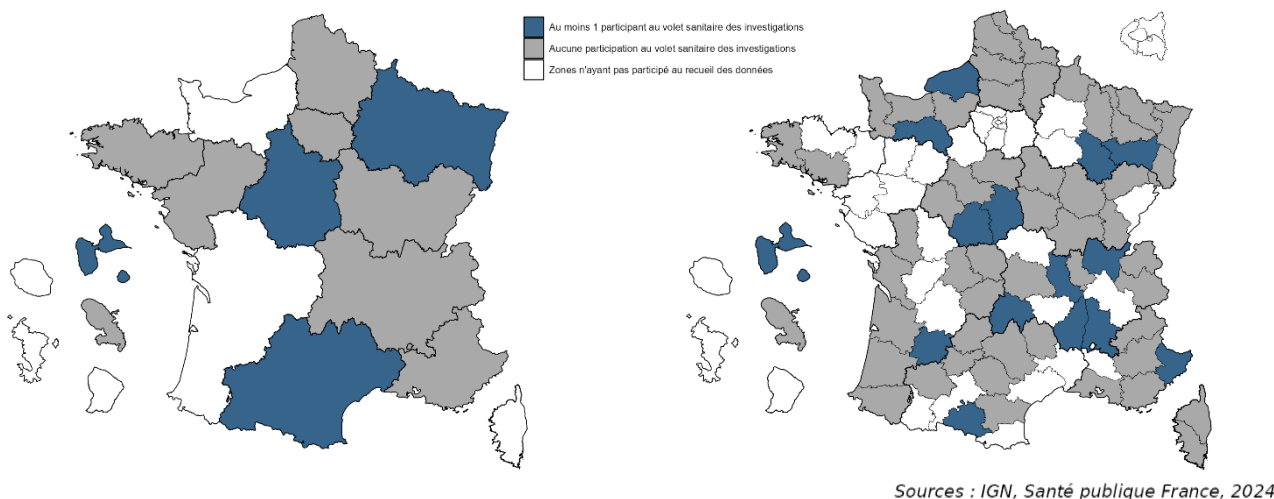 Au moins 1 participant au volet sanitaire des investigations
Aucune participation au volet sanitaire des investigations
Zones n'ayant pas participé au recueil des données
Sources : IGN, Santé publique France, 2024